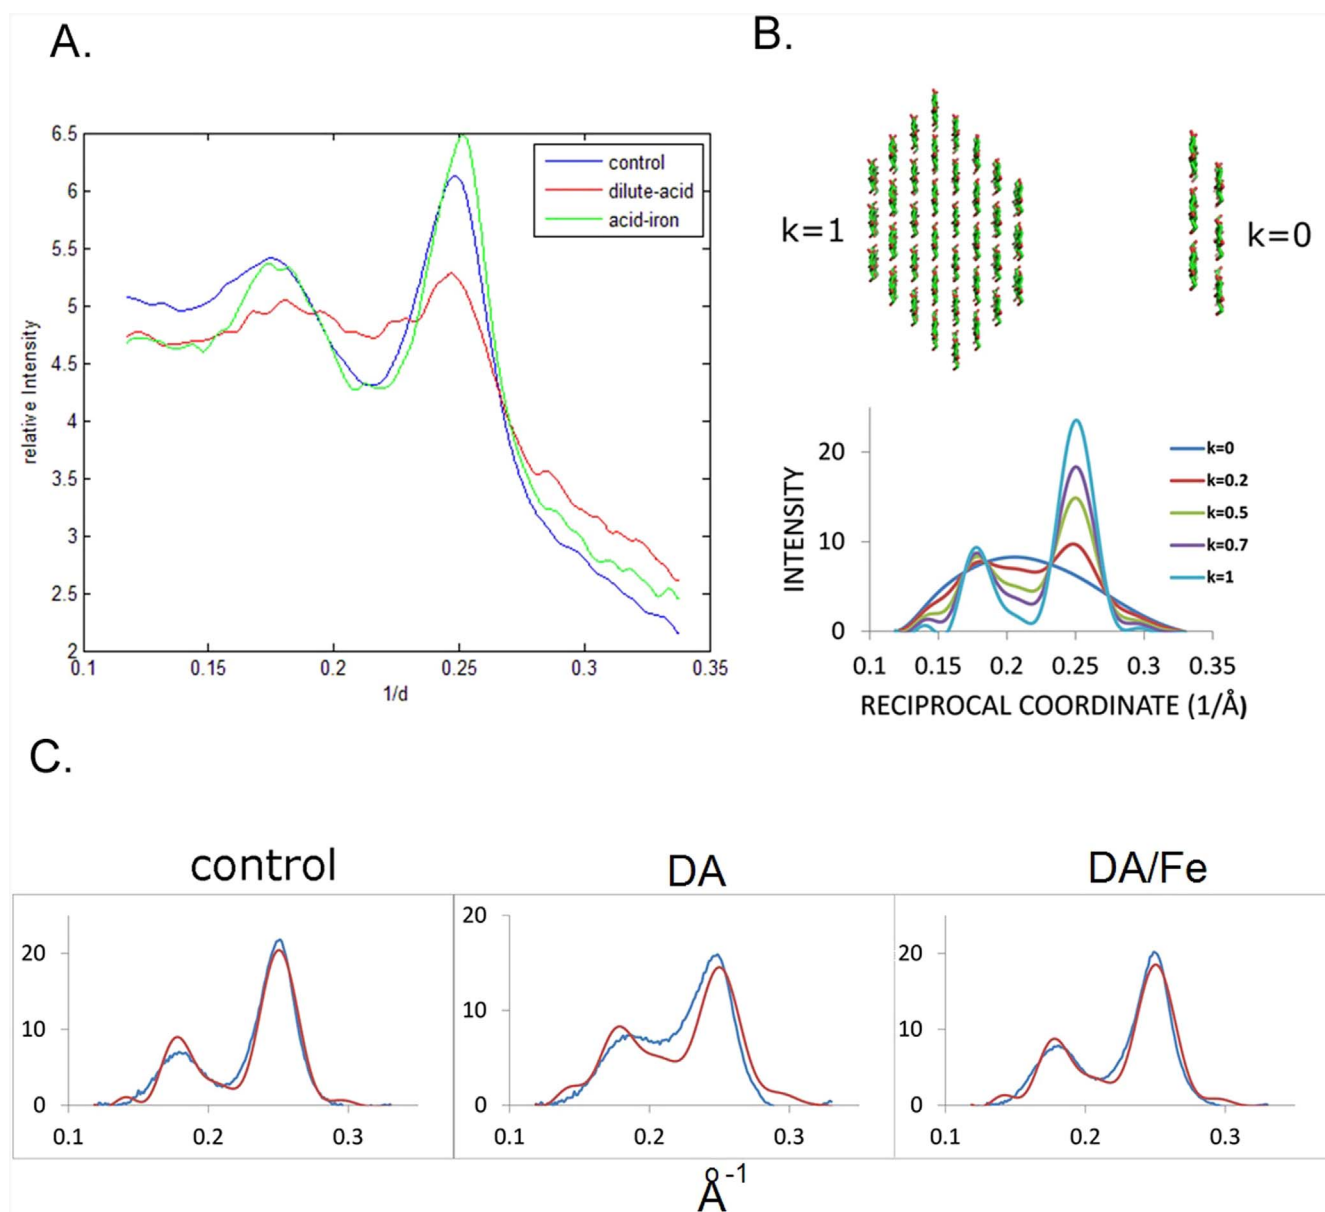 A.
6.5
6
5.5
5
4.5
4
3.5
3
2.5
2
relative Intensity
0.1 0.15 0.2 0.25 0.3 0.35
1/d
control
dilute-acid
acid-iron
B.
k=1
k=0
20
10
0
INTENSITY
k=0
k=0.2
k=0.5
k=0.7
k=1
0.1 0.15 0.2 0.25 0.3 0.35
RECIPROCAL COORDINATE (1/Å)
C.
control
20
10
0
0.1 0.2 0.3
DA
20
10
0
0.1 0.2 0.3
DA/Fe
20
10
0
0.1 0.2 0.3
Å⁻¹